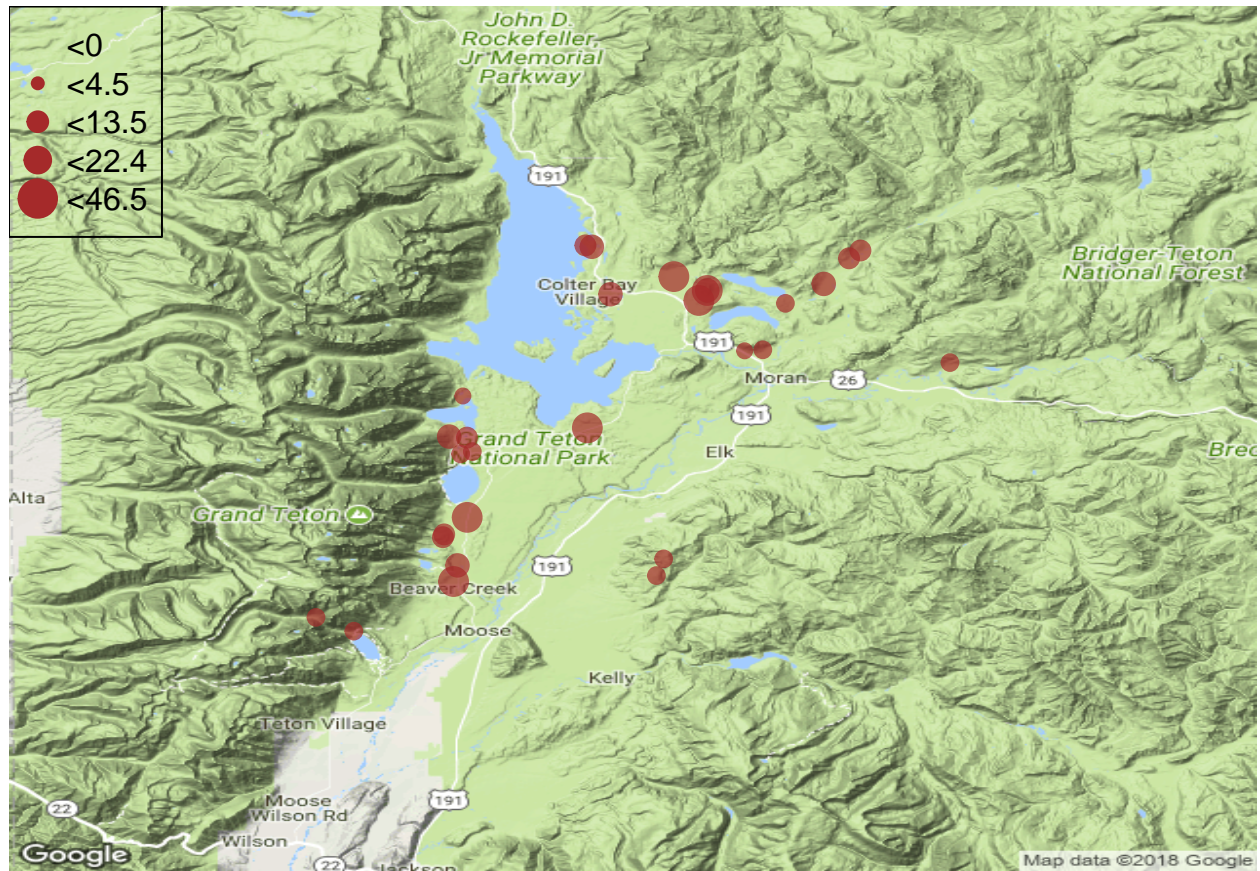 <0
<4.5
<13.5
<22.4
<46.5
John D.
Rockefeller,
Jr Memorial
Parkway
191
Colter Bay
Village
Bridger-Teton
National Forest
191
Moran
26
191
Grand Teton
National Park
Elk
Brec
Alta
Grand Teton
191
Beaver Creek
Moose
Kelly
Teton Village
191
Moose
Wilson Rd
22
Wilson
22
Jackson
Google
Map data ©2018 Google